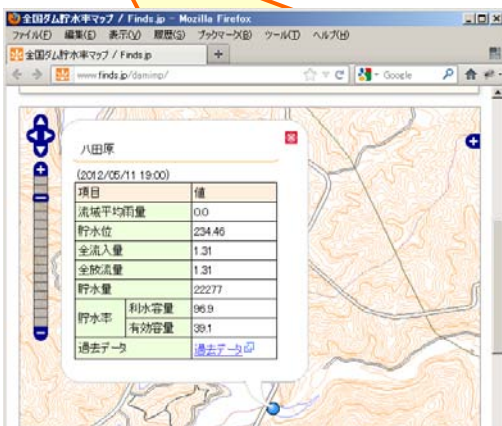 全国ダム貯水率マップ / Finds.jp - Mozilla Firefox
ファイル(F) 編集(E) 表示(V) 履歴(S) ブックマーク(B) ツール(T) ヘルプ(H)
全国ダム貯水率マップ / Finds.jp +
www.finds.jp/damimp/ Google
八田原
(2012/05/11 19:00)
項目 値
流域平均雨量 0.0
貯水位 234.46
全流入量 1.31
全放流量 1.31
貯水量 22277
貯水率 利水容量 96.9
有効容量 39.1
過去データ 過去データ